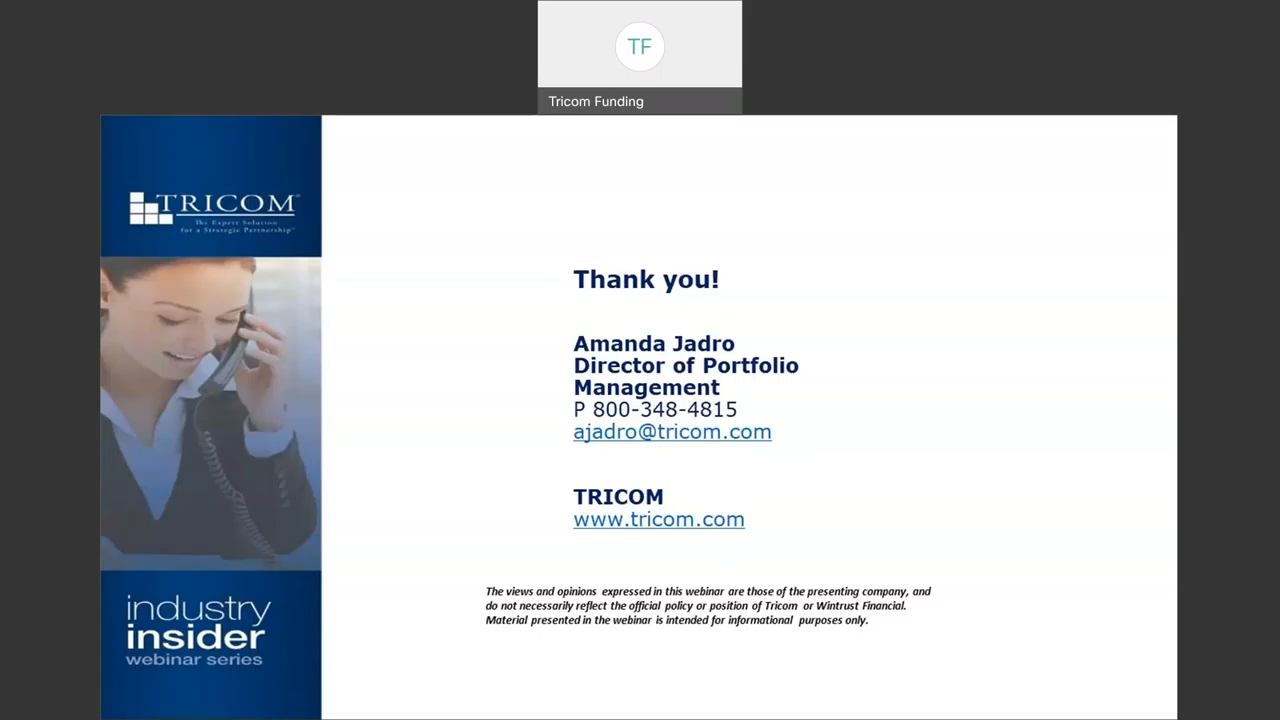 TF
Tricom Funding
TRICOM
The Expert Solution
for a Strategic Partnership
Thank you!
Amanda Jadro
Director of Portfolio
Management
P 800-348-4815
ajadro@tricom.com
TRICOM
www.tricom.com
The views and opinions expressed in this webinar are those of the presenting company, and
do not necessarily reflect the official policy or position of Tricom or Wintrust Financial.
Material presented in the webinar is intended for informational purposes only.
industry
insider
webinar series